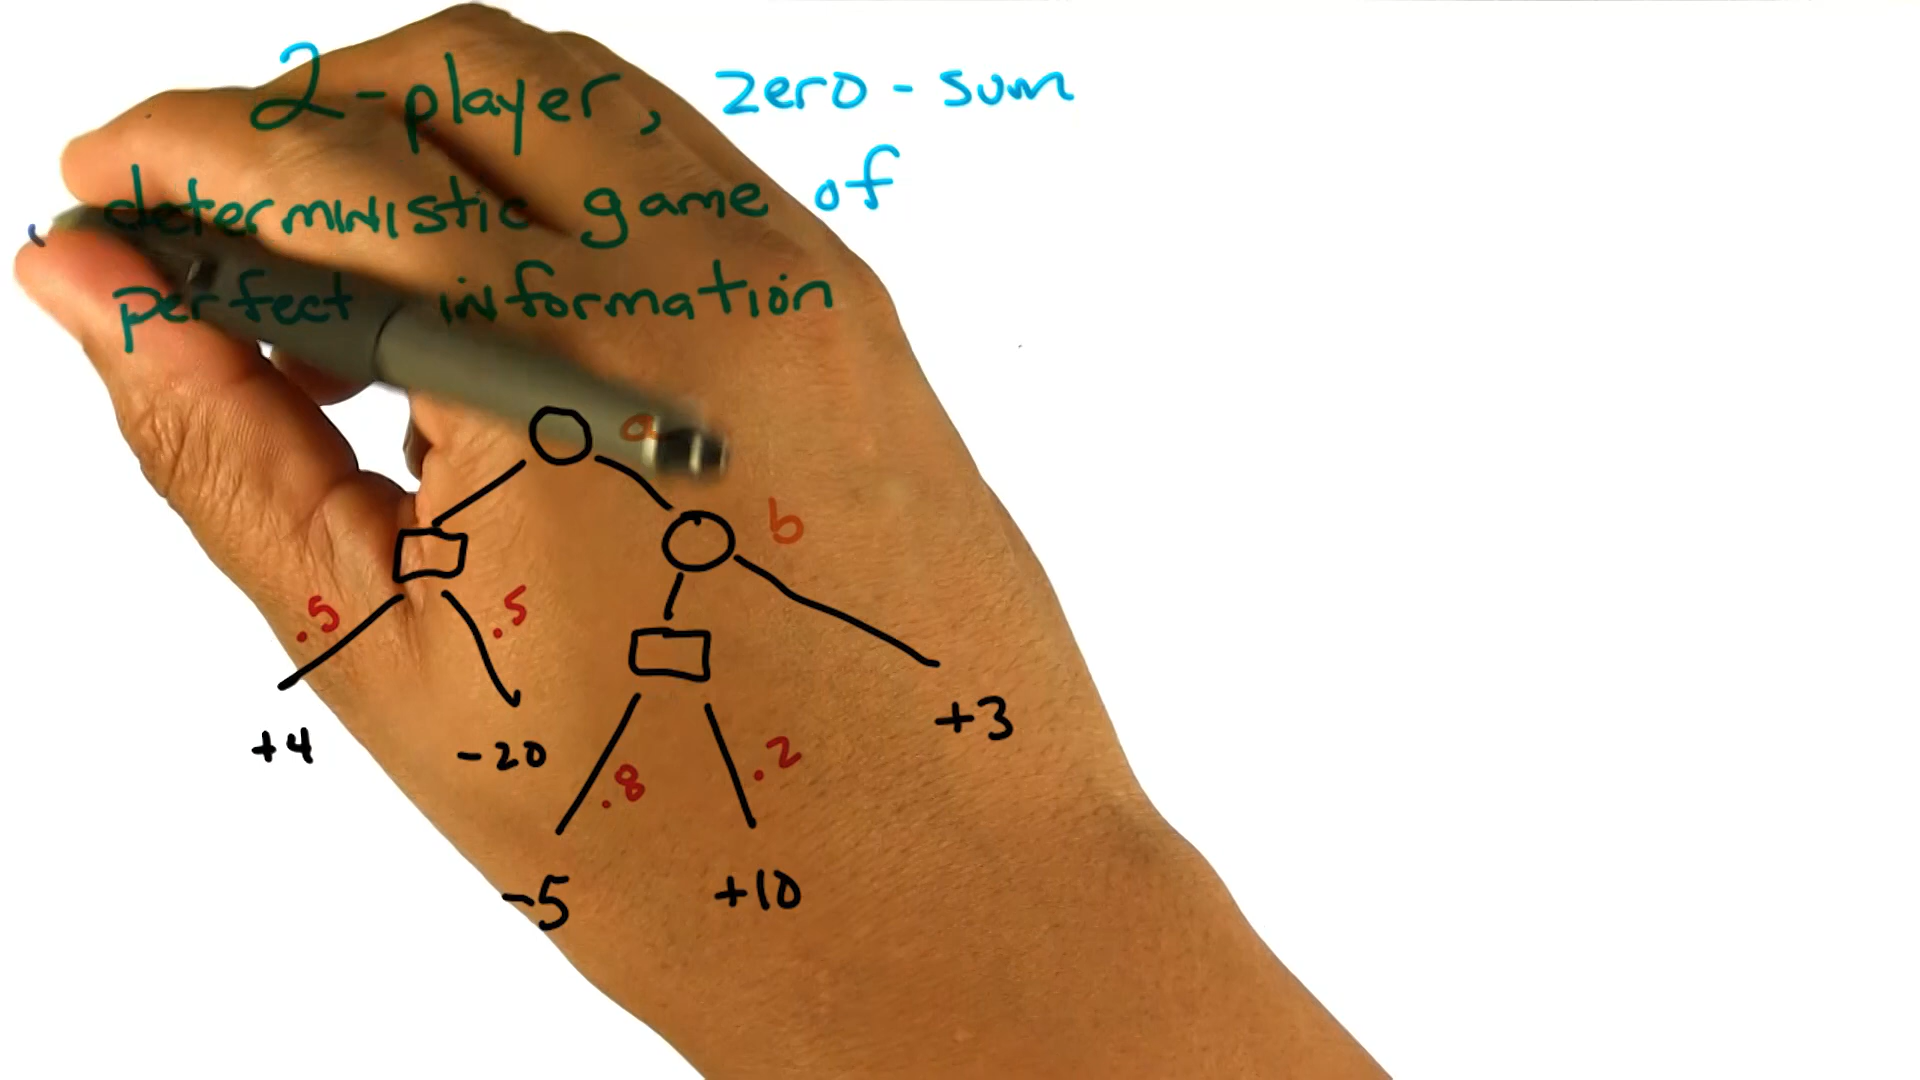 2-player, zero-sum
deterministic game of
perfect information
a
b
.5 .5
+4 -20
.8 .2
+3
-5 +10